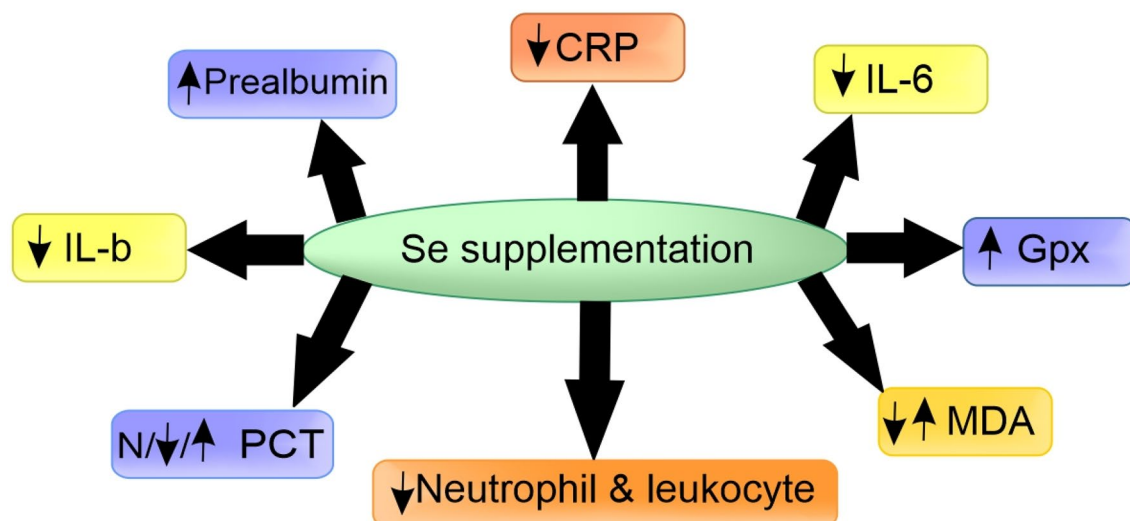 ↓ CRP
↑ Prealbumin
↓ IL-6
↓ IL-b
Se supplementation
↑ Gpx
N/↓/↑ PCT
↓ ↑ MDA
↓Neutrophil & leukocyte